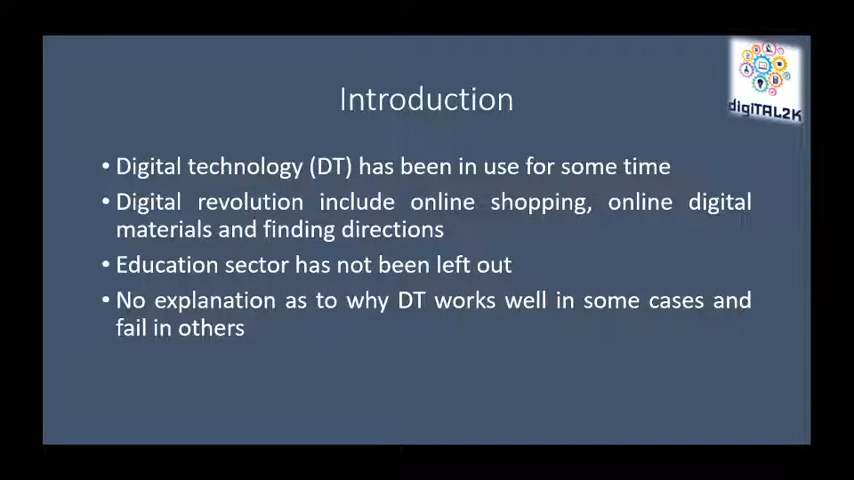 digiTAL2K
Introduction
• Digital technology (DT) has been in use for some time
• Digital revolution include online shopping, online digital
materials and finding directions
• Education sector has not been left out
• No explanation as to why DT works well in some cases and
fail in others